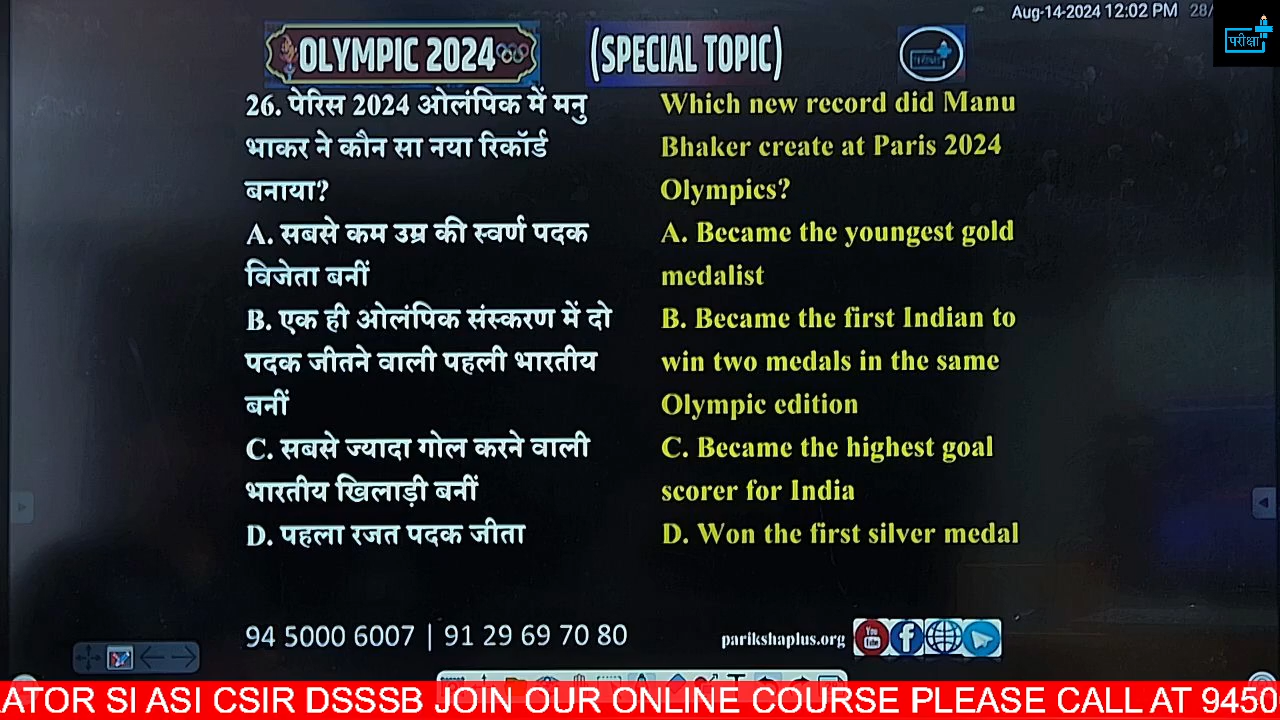 Aug-14-2024 12:02 PM 28/
परीक्षा
OLYMPIC 2024 (SPECIAL TOPIC)
26. पेरिस 2024 ओलंपिक में मनु
भाकर ने कौन सा नया रिकॉर्ड
बनाया?
A. सबसे कम उम्र की स्वर्ण पदक
विजेता बनीं
B. एक ही ओलंपिक संस्करण में दो
पदक जीतने वाली पहली भारतीय
बनीं
C. सबसे ज्यादा गोल करने वाली
भारतीय खिलाड़ी बनीं
D. पहला रजत पदक जीता
Which new record did Manu
Bhaker create at Paris 2024
Olympics?
A. Became the youngest gold
medalist
B. Became the first Indian to
win two medals in the same
Olympic edition
C. Became the highest goal
scorer for India
D. Won the first silver medal
94 5000 6007 | 91 29 69 70 80
parikshaplus.org
You Tube
ATOR SI ASI CSIR DSSSB JOIN OUR ONLINE COURSE PLEASE CALL AT 9450